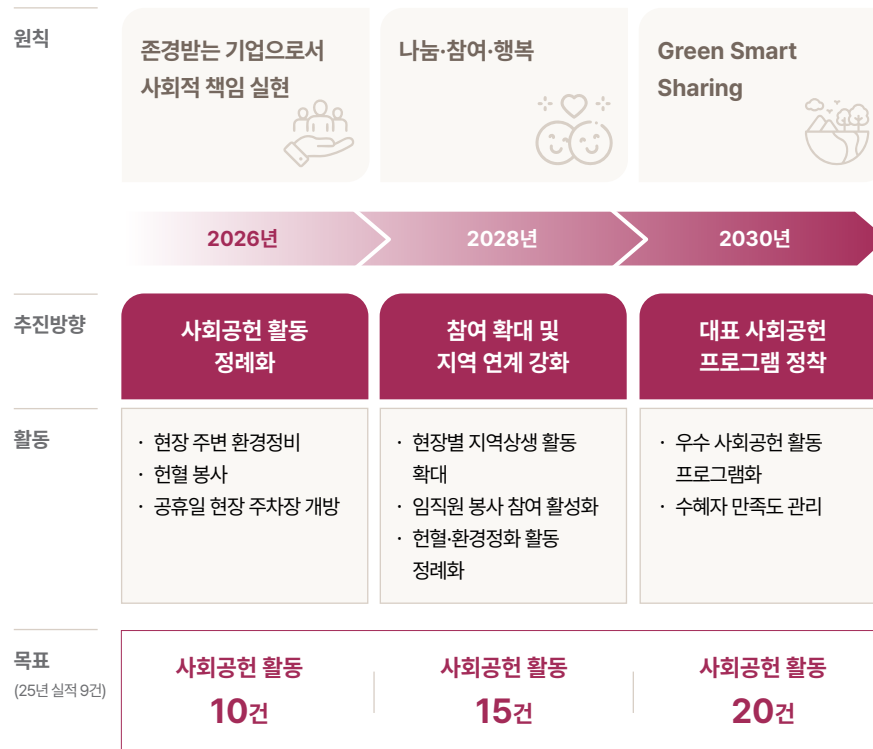 원칙
존경받는 기업으로서
사회적 책임 실현
나눔·참여·행복
Green Smart
Sharing
2026년
2028년
2030년
추진방향
사회공헌 활동
정례화
참여 확대 및
지역 연계 강화
대표 사회공헌
프로그램 정착
활동
· 현장 주변 환경정비
· 헌혈 봉사
· 공휴일 현장 주차장 개방
· 현장별 지역상생 활동
확대
· 임직원 봉사 참여 활성화
· 헌혈·환경정화 활동
정례화
· 우수 사회공헌 활동
프로그램화
· 수혜자 만족도 관리
목표
(25년 실적 9건)
사회공헌 활동
10건
사회공헌 활동
15건
사회공헌 활동
20건